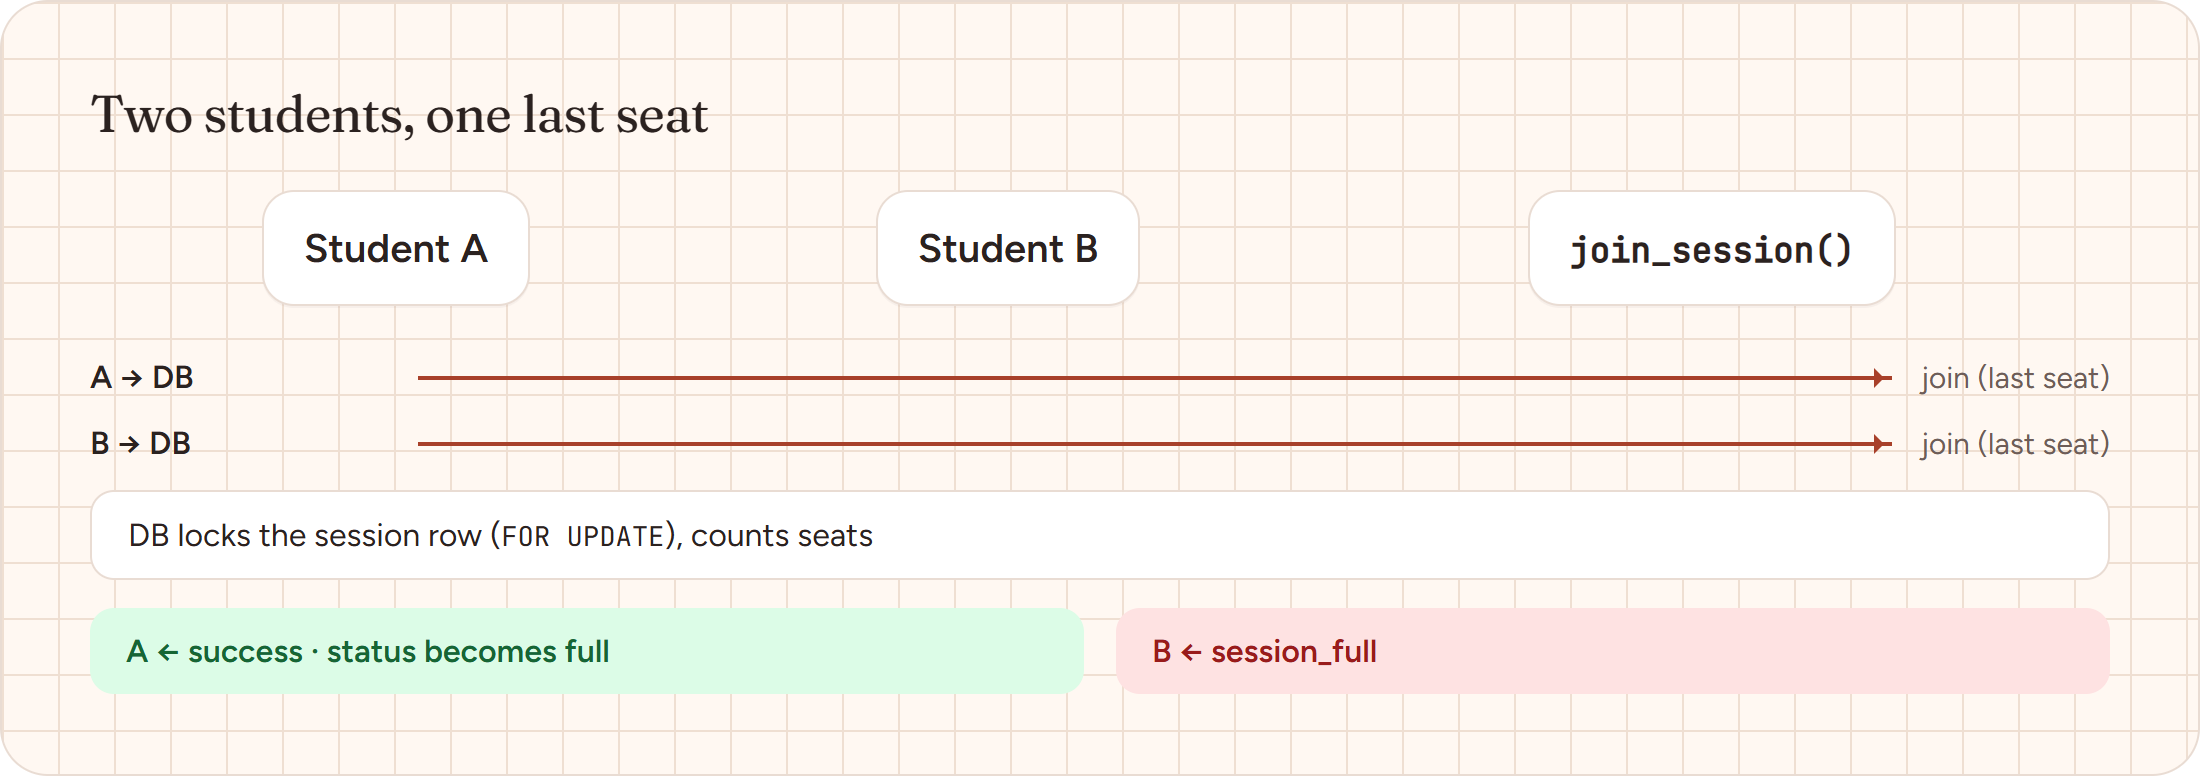 Two students, one last seat
Student A
Student B
join_session()
A → DB
join (last seat)
B → DB
join (last seat)
DB locks the session row (FOR UPDATE), counts seats
A ← success · status becomes full
B ← session_full